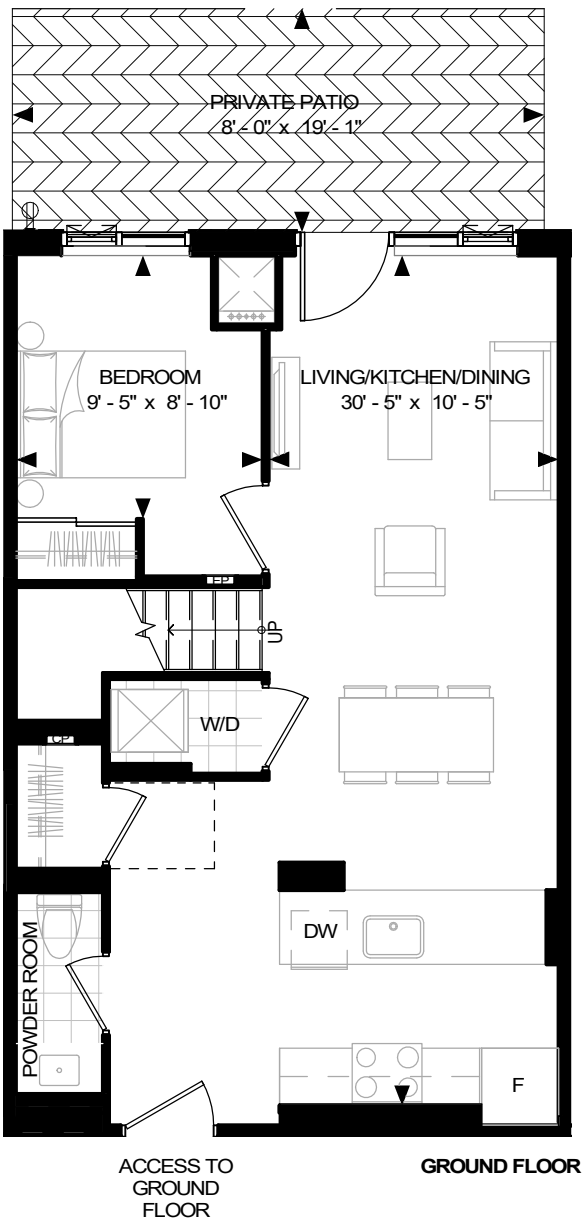 PRIVATE PATIO
8' - 0" x 19' - 1"
BEDROOM
9' - 5" x 8' - 10"
LIVING/KITCHEN/DINING
30' - 5" x 10' - 5"
EP
UP
W/D
CP
POWDER ROOM
DW
F
ACCESS TO
GROUND
FLOOR
GROUND FLOOR